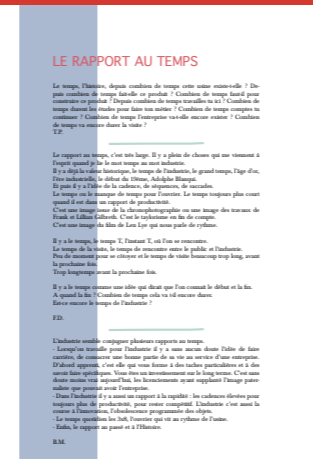 LE RAPPORT AU TEMPS
Le temps, l'histoire, depuis combien de temps cette usine existe-t-elle ? De-
puis combien de temps fait-elle ce produit ? Combien de temps faut-il pour
construire ce produit ? Depuis combien de temps travailles tu ici ? Combien de
temps durent les études pour faire ton métier ? Combien de temps comptes tu
continuer ? Combien de temps l'entreprise va-t-elle encore exister ? Combien
de temps va encore durer la visite ?
T.P.
Le rapport au temps, c'est très large. Il y a plein de choses qui me viennent à
l'esprit quand je lie le mot temps au mot industrie.
Il y a déjà la valeur historique, le temps de l'industrie, le grand temps, l'âge d'or,
l'ère industrielle, le début du 19ème, Adolphe Blanqui.
Et puis il y a l'idée de la cadence, de séquences, de saccades.
Le temps ou le manque de temps pour l'ouvrier. Le temps toujours plus court
quand il est dans un rapport de productivité.
C'est une image issue de la chronophotographie ou une image des travaux de
Frank et Lillian Gilbreth. C'est le taylorisme en fin de compte.
C'est une image du film de Len Lye qui nous parle de rythme.
Il y a le temps, le temps T, l'instant T, où l'on se rencontre.
Le temps de la visite, le temps de rencontre entre le public et l'industrie.
Peu de moment pour se côtoyer et le temps de visite beaucoup trop long, avant
la prochaine fois.
Trop longtemps avant la prochaine fois.
Il y a le temps comme une idée qui dirait que l'on connaît le début et la fin.
A quand la fin ? Combien de temps cela va t-il encore durer.
Est-ce encore le temps de l'industrie ?
F.D.
L'industrie semble conjuguer plusieurs rapports au temps.
- Lorsqu'on travaille pour l'industrie il y a sans aucun doute l'idée de faire
carrière, de consacrer une bonne partie de sa vie au service d'une entreprise.
D'abord apprenti, c'est elle qui vous forme à des taches particulières et à des
savoir faire spécifiques. Vous êtes un investissement sur le long terme. C'est sans
doute moins vrai aujourd'hui, les licenciements ayant supplanté l'image pater-
naliste que pouvait avoir l'entreprise.
- Dans l'industrie il y a aussi un rapport à la rapidité : les cadences élevées pour
toujours plus de productivité, pour rester compétitif. L'industrie c'est aussi la
course à l'innovation, l'obsolescence programmée des objets.
- Le temps quotidien les 3x8, l'ouvrier qui vit au rythme de l'usine.
- Enfin, le rapport au passé et à l'Histoire.
B.M.